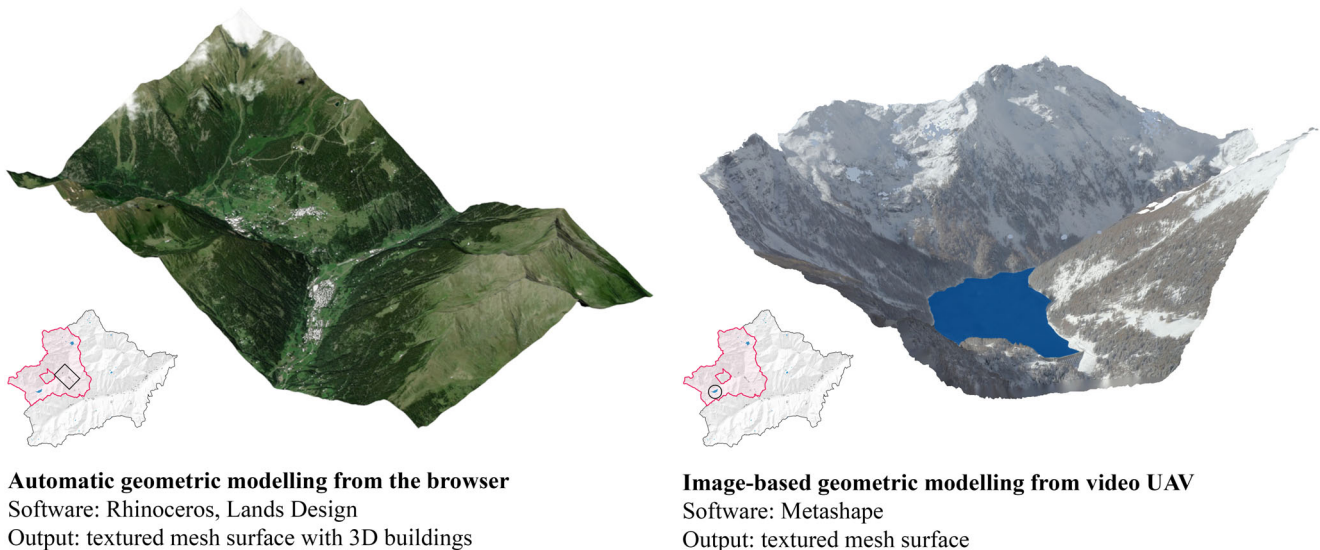 Automatic geometric modelling from the browser
Software: Rhinoceros, Lands Design
Output: textured mesh surface with 3D buildings
Image-based geometric modelling from video UAV
Software: Metashape
Output: textured mesh surface